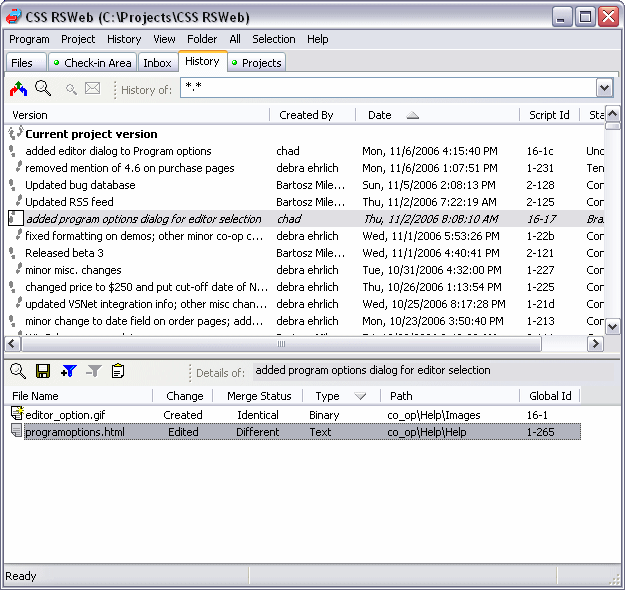 CSS RSWeb (C:\Projects\CSS RSWeb)
Program Project History View Folder All Selection Help
Files Check-in Area Inbox History Projects
History of: *.*
Version Created By Date Script Id Sta
Current project version
added editor dialog to Program options chad Mon, 11/6/2006 4:15:40 PM 16-1c Unc
removed mention of 4.6 on purchase pages debra ehrlich Mon, 11/6/2006 1:07:51 PM 1-231 Ten
Updated bug database Bartosz Mile... Sun, 11/5/2006 2:08:13 PM 2-128 Cor
Updated RSS feed Bartosz Mile... Thu, 11/2/2006 7:22:19 AM 2-125 Cor
added program options dialog for editor selection chad Thu, 11/2/2006 8:08:10 AM 16-17 Bra
fixed formatting on demos; other minor co-op c... debra ehrlich Wed, 11/1/2006 5:53:26 PM 1-22b Cor
Released beta 3 Bartosz Mile... Wed, 11/1/2006 4:40:41 PM 2-121 Cor
minor misc. changes debra ehrlich Tue, 10/31/2006 4:32:00 PM 1-227 Cor
changed price to $250 and put cut-off date of N... debra ehrlich Thu, 10/26/2006 1:13:54 PM 1-225 Cor
updated VSNet integration info; other misc chan... debra ehrlich Wed, 10/25/2006 8:17:28 PM 1-21d Cor
minor change to date field on order pages; add... debra ehrlich Mon, 10/23/2006 3:50:40 PM 1-213 Cor
Details of: added program options dialog for editor selection
File Name Change Merge Status Type Path Global Id
editor_option.gif Created Identical Binary co_op\Help\Images 16-1
programoptions.html Edited Different Text co_op\Help\Help 1-265
Ready